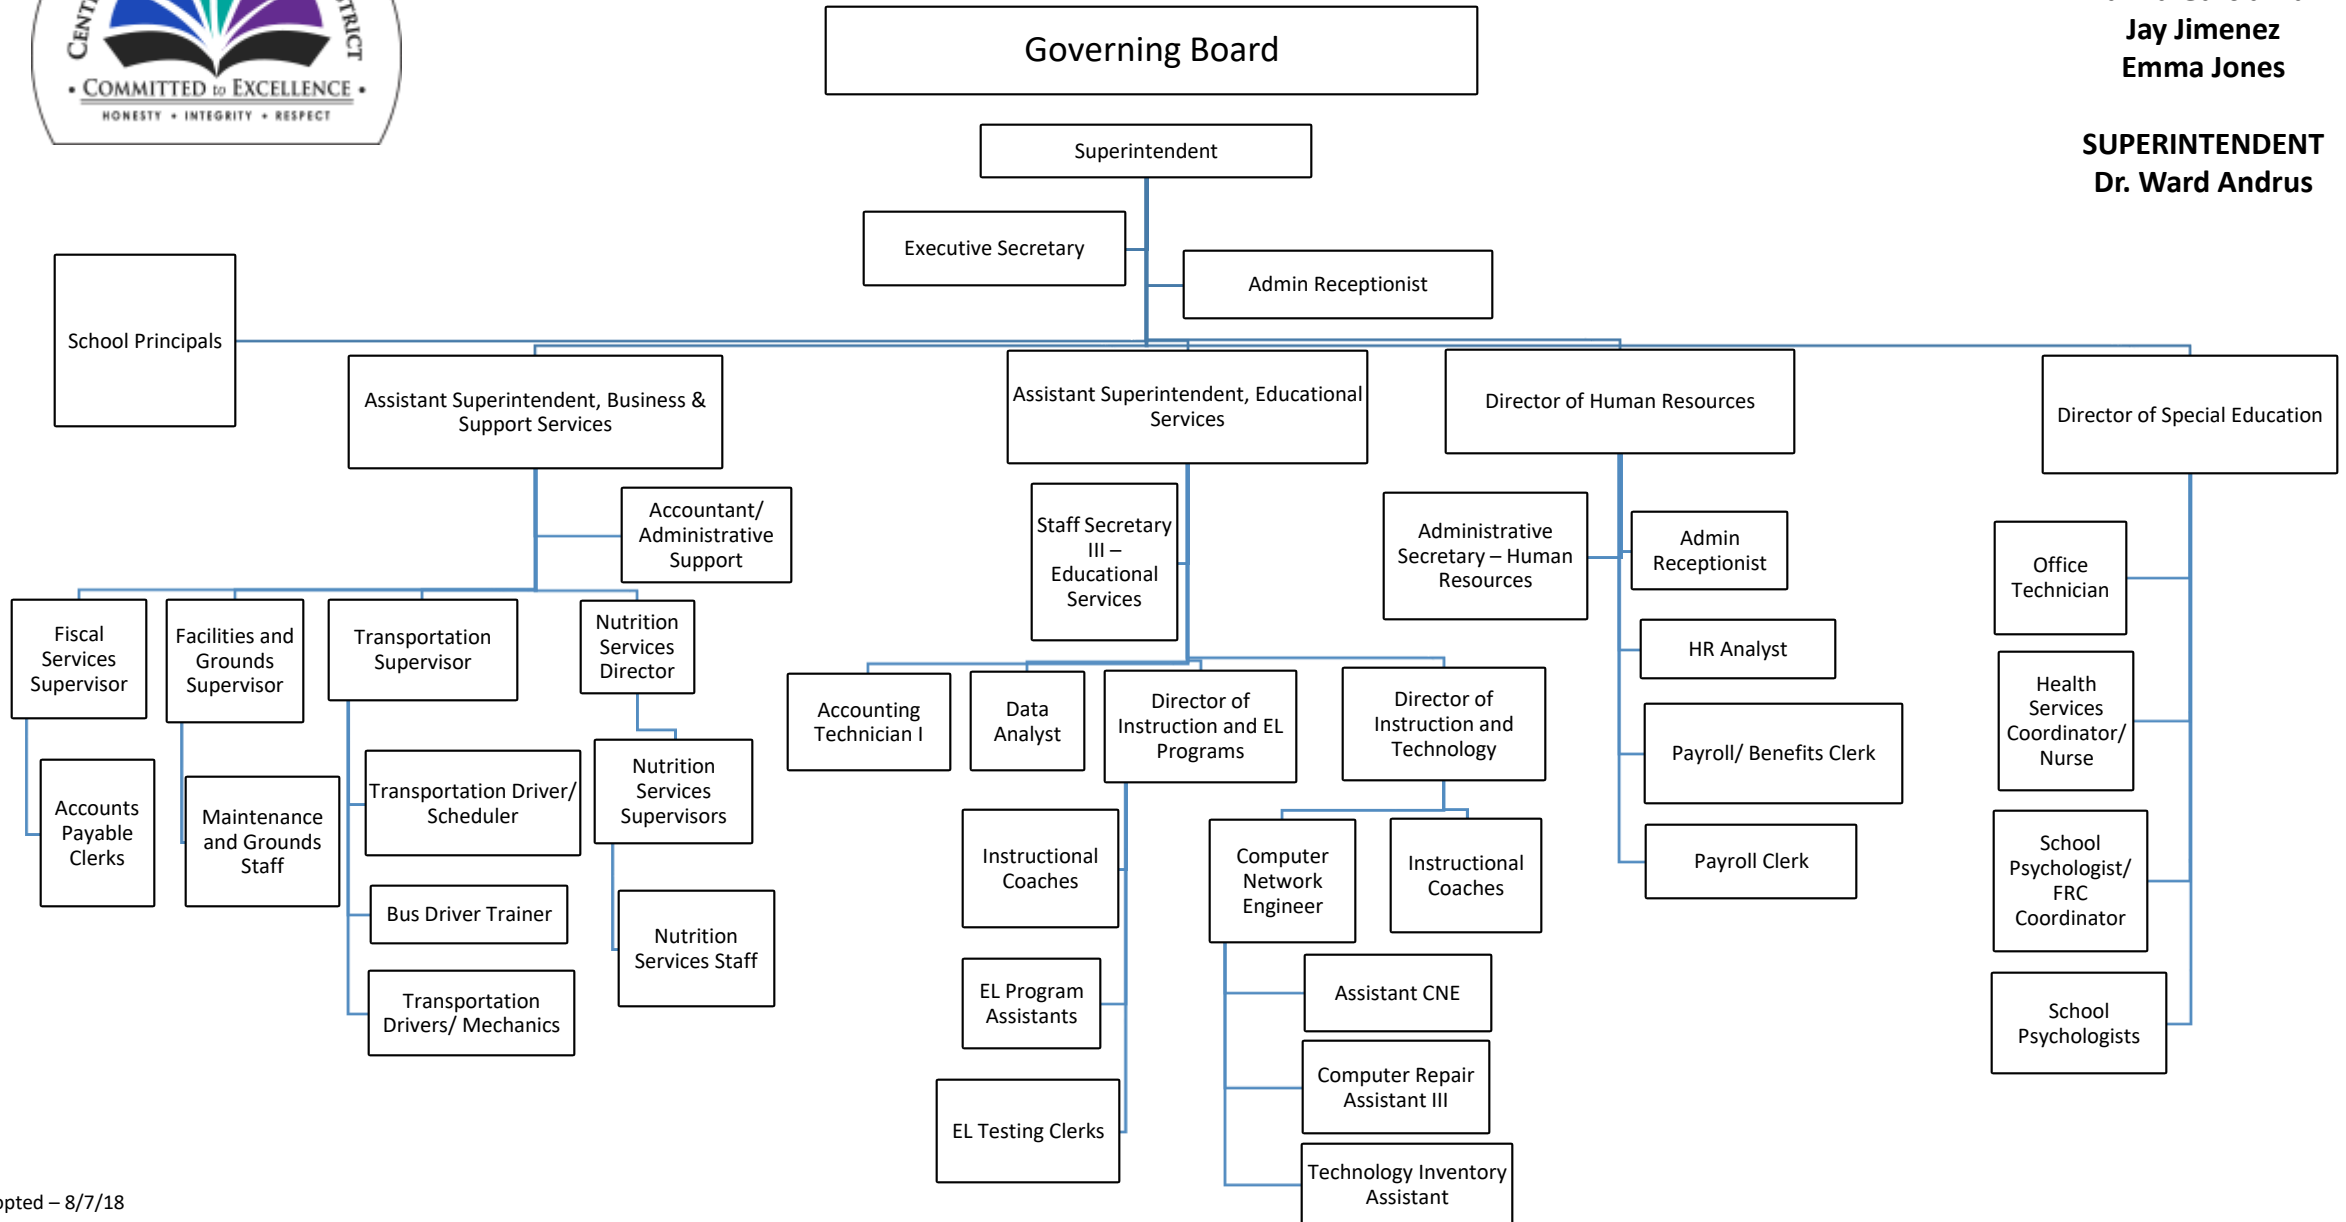 COMMITTED to EXCELLENCE
HONESTY • INTEGRITY • RESPECT
Governing Board
Jay Jimenez
Emma Jones
SUPERINTENDENT
Dr. Ward Andrus
Superintendent
Executive Secretary
Admin Receptionist
School Principals
Assistant Superintendent, Business &
Support Services
Assistant Superintendent, Educational
Services
Director of Human Resources
Director of Special Education
Accountant/
Administrative
Support
Staff Secretary
III –
Educational
Services
Administrative
Secretary – Human
Resources
Admin
Receptionist
Office
Technician
Fiscal
Services
Supervisor
Facilities and
Grounds
Supervisor
Transportation
Supervisor
Nutrition
Services
Director
HR Analyst
Health
Services
Coordinator/
Nurse
Accounting
Technician I
Data
Analyst
Director of
Instruction and EL
Programs
Director of
Instruction and
Technology
Payroll/ Benefits Clerk
Accounts
Payable
Clerks
Maintenance
and Grounds
Staff
Transportation Driver/
Scheduler
Nutrition
Services
Supervisors
Instructional
Coaches
Computer
Network
Engineer
Instructional
Coaches
Payroll Clerk
School
Psychologist/
FRC
Coordinator
Bus Driver Trainer
Nutrition
Services Staff
Transportation
Drivers/ Mechanics
EL Program
Assistants
Assistant CNE
School
Psychologists
Computer Repair
Assistant III
EL Testing Clerks
Technology Inventory
Assistant
– 8/7/18